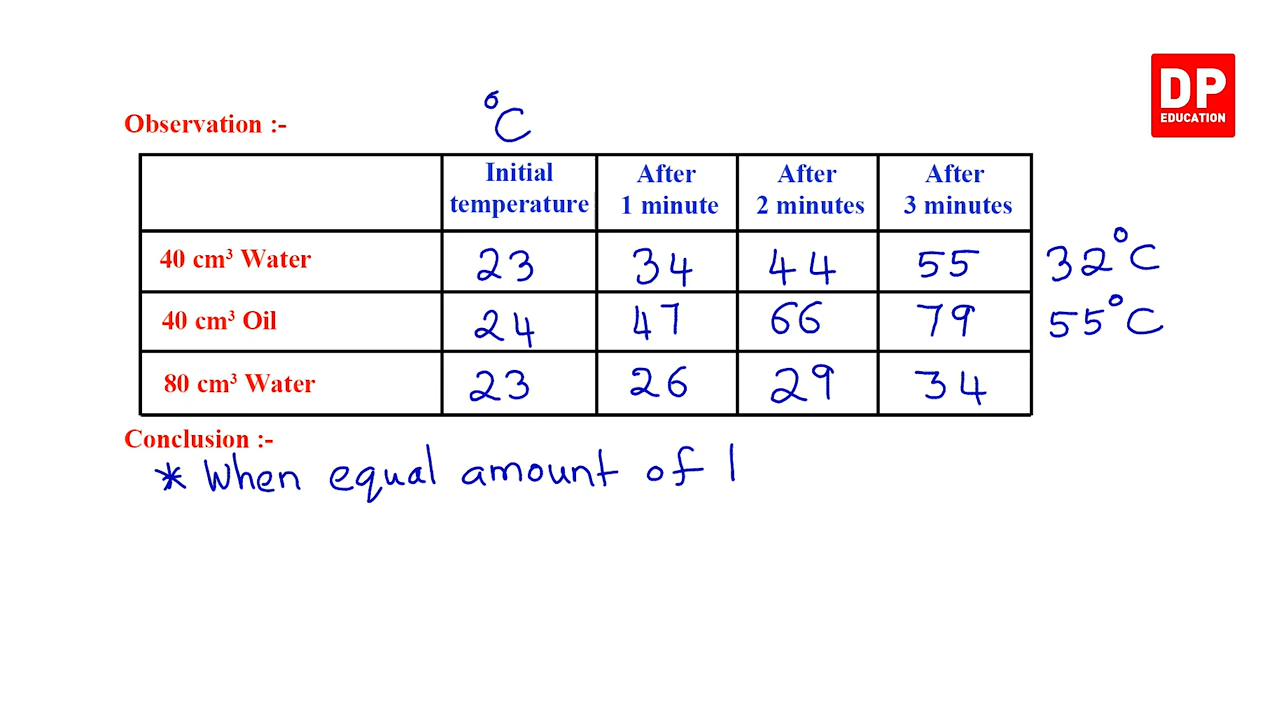 DP
EDUCATION
Observation :- °C
Initial temperature After 1 minute After 2 minutes After 3 minutes
40 cm³ Water 23 34 44 55 32°C
40 cm³ Oil 24 47 66 79 55°C
80 cm³ Water 23 26 29 34
Conclusion :-
* When equal amount of l